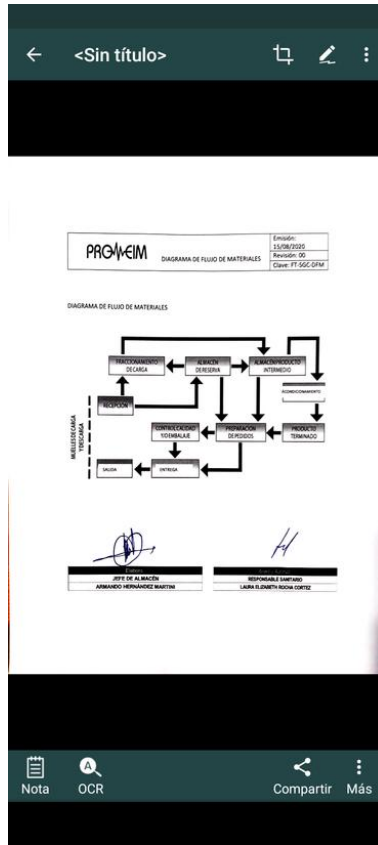 <Sin título>
PROMEIM
DIAGRAMA DE FLUJO DE MATERIALES
Emisión:
15/08/2020
Revisión: 00
Clave: FT-SGC-DFM
DIAGRAMA DE FLUJO DE MATERIALES
FRACCIONAMIENTO
DE CARGA
ALMACÉN
DE RESERVA
ALMACÉN PRODUCTO
INTERMEDIO
ACONDICIONAMIENTO
RECEPCIÓN
MUELLES DE CARGA
Y DESCARGA
CONTROL CALIDAD
Y/O EMBALAJE
PREPARACIÓN
DE PEDIDOS
PRODUCTO
TERMINADO
SALIDA
ENTREGA
Elaboró
JEFE DE ALMACÉN
ARMANDO HERNÁNDEZ MARTINI
RESPONSABLE SANITARIO
LAURA ELIZABETH ROCHA CORTEZ
Nota
OCR
Compartir
Más